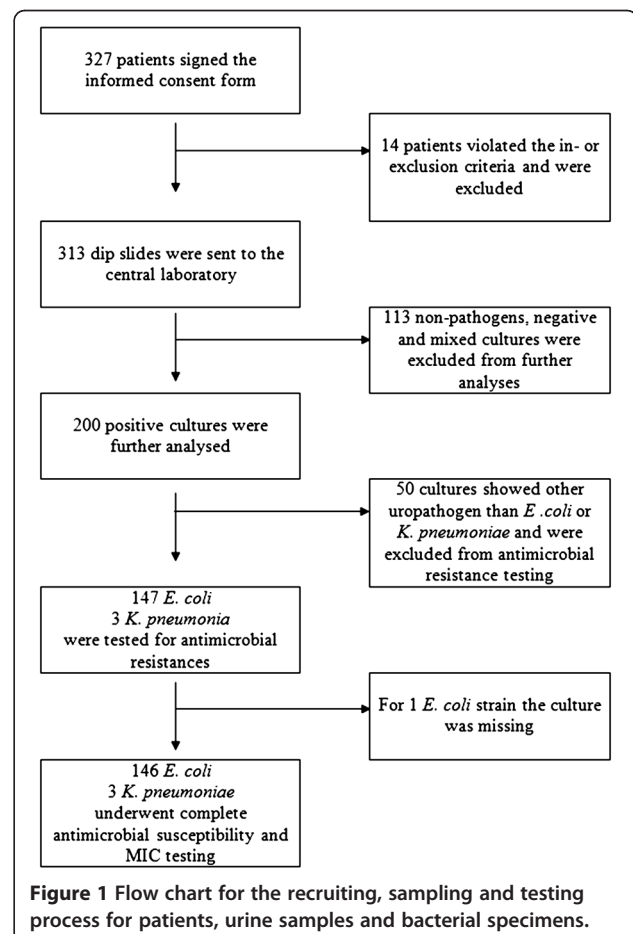 327 patients signed the
informed consent form
14 patients violated the in- or
exclusion criteria and were
excluded
313 dip slides were sent to the
central laboratory
113 non-pathogens, negative
and mixed cultures were
excluded from further
analyses
200 positive cultures were
further analysed
50 cultures showed other
uropathogen than E .coli or
K. pneumoniae and were
excluded from antimicrobial
resistance testing
147 E. coli
3 K. pneumonia
were tested for antimicrobial
resistances
For 1 E. coli strain the culture
was missing
146 E. coli
3 K. pneumoniae
underwent complete
antimicrobial susceptibility and
MIC testing
Figure 1 Flow chart for the recruiting, sampling and testing
process for patients, urine samples and bacterial specimens.